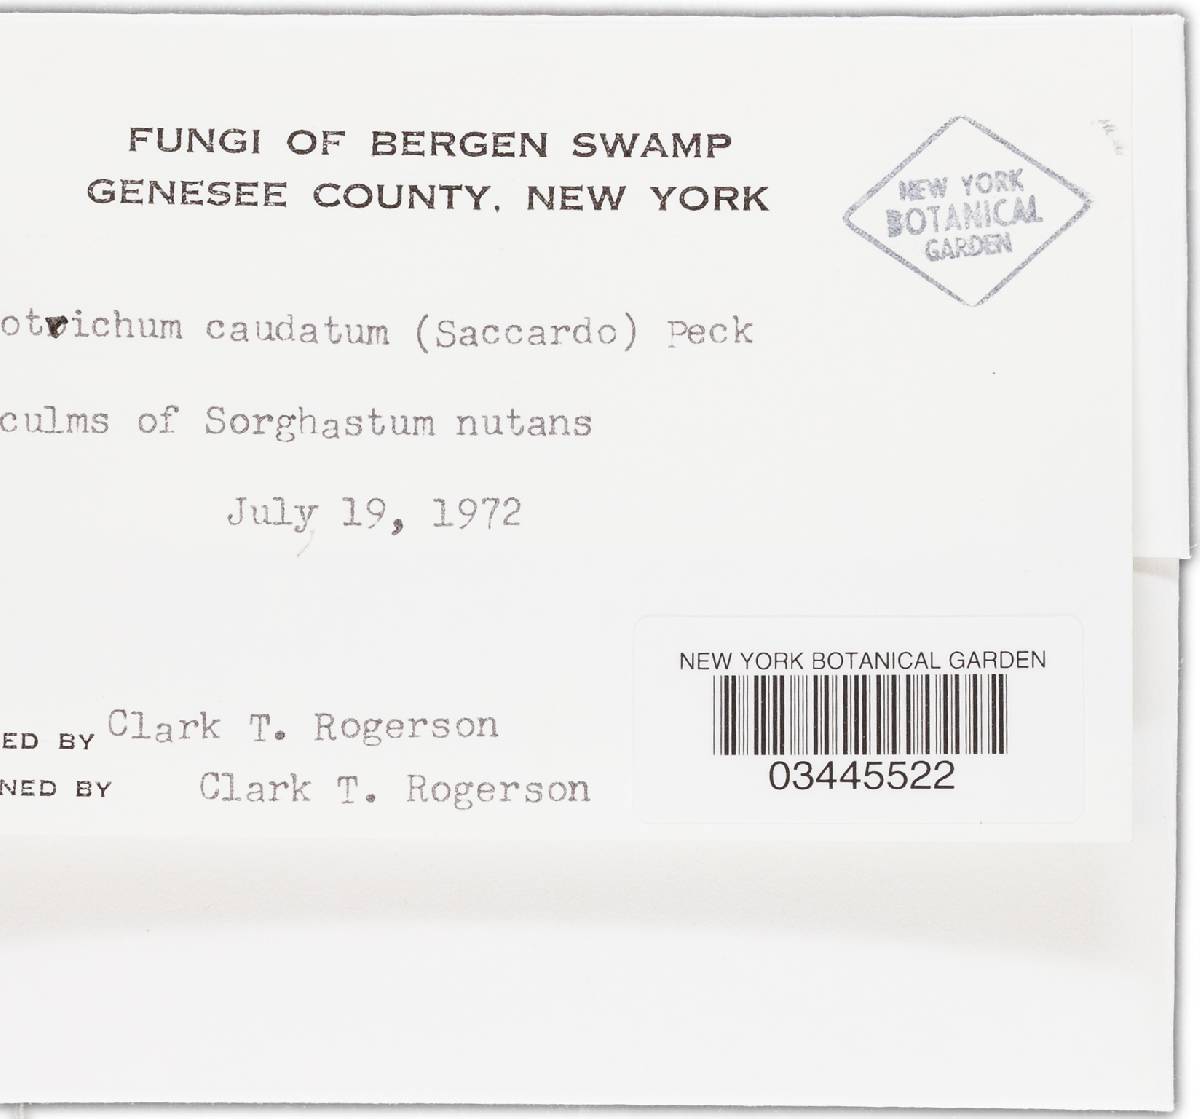 FUNGI OF BERGEN SWAMP
GENESEE COUNTY, NEW YORK
NEW YORK
BOTANICAL
GARDEN
otrichum caudatum (Saccardo) Peck
culms of Sorghastum nutans
July 19, 1972
NEW YORK BOTANICAL GARDEN
03445522
ED BY Clark T. Rogerson
NED BY Clark T. Rogerson